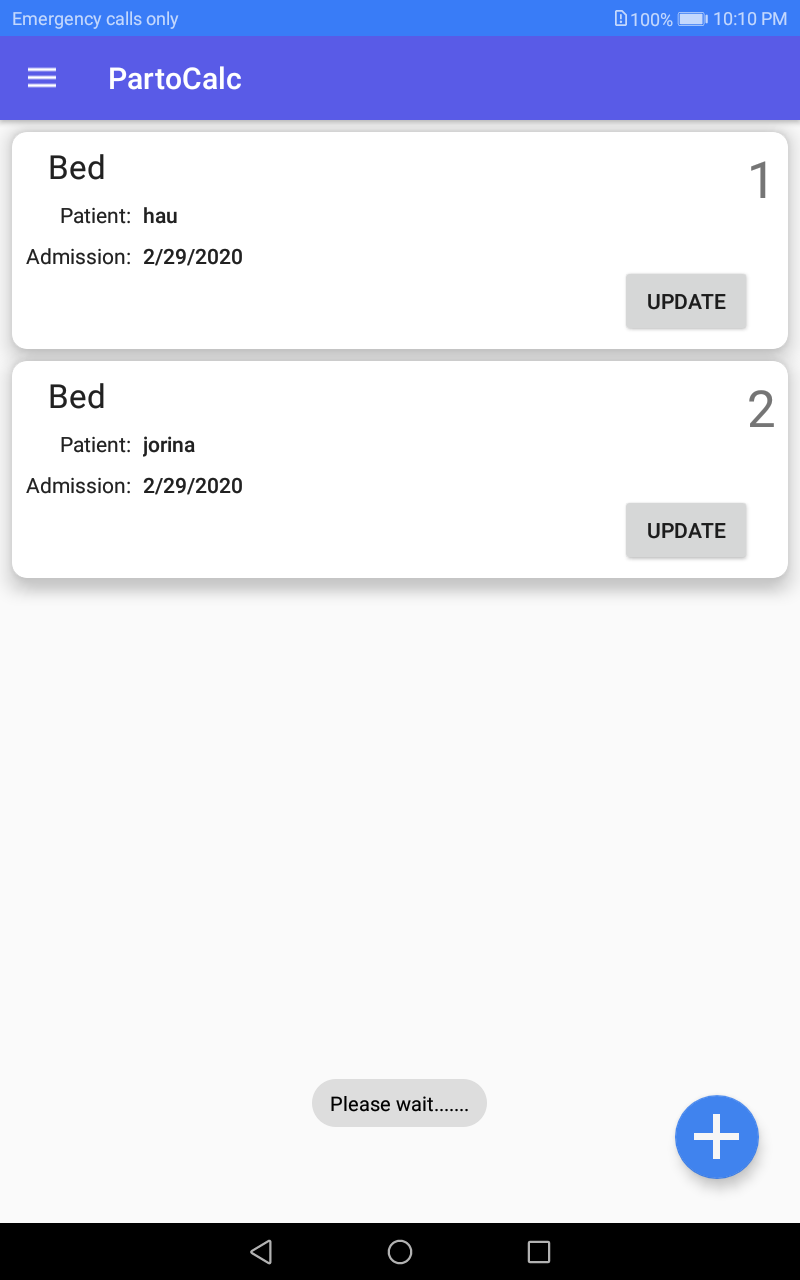 Emergency calls only 100% 10:10 PM
PartoCalc
Bed 1
Patient: hau
Admission: 2/29/2020
UPDATE
Bed 2
Patient: jorina
Admission: 2/29/2020
UPDATE
Please wait.......